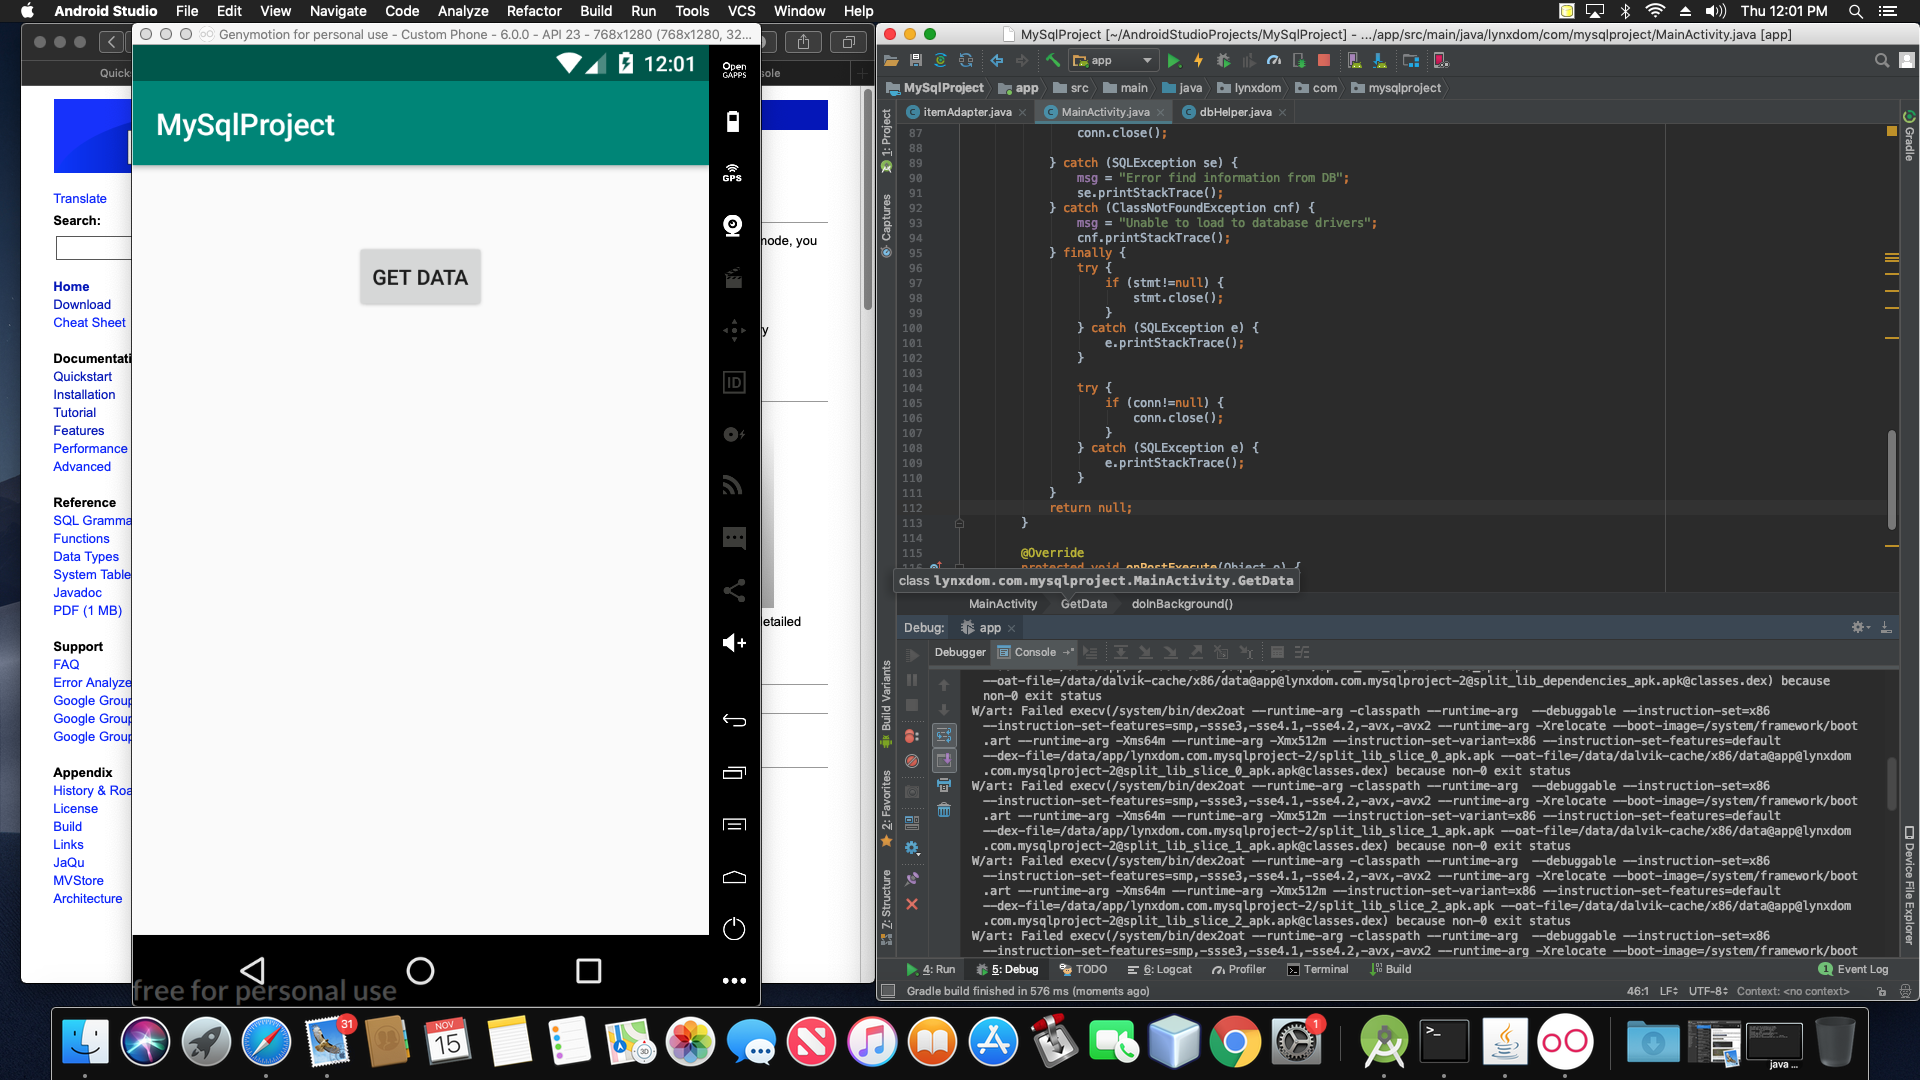 Android Studio File Edit View Navigate Code Analyze Refactor Build Run Tools VCS Window Help Thu 12:01 PM
Genymotion for personal use - Custom Phone - 6.0.0 - API 23 - 768x1280 (768x1280, 32...
Quick
sole
Translate
Search:
Home
Download
Cheat Sheet
Documentati
Quickstart
Installation
Tutorial
Features
Performance
Advanced
Reference
SQL Gramma
Functions
Data Types
System Table
Javadoc
PDF (1 MB)
Support
FAQ
Error Analyze
Google Group
Google Group
Google Group
Appendix
History & Roa
License
Build
Links
JaQu
MVStore
Architecture
node, you
y
etailed
12:01
MySqlProject
GET DATA
free for personal use
Open
GAPPS
GPS
ID
MySqlProject [~/AndroidStudioProjects/MySqlProject] - .../app/src/main/java/lynxdom/com/mysqlproject/MainActivity.java [app]
app
MySqlProject app src main java lynxdom com mysqlproject
itemAdapter.java MainActivity.java dbHelper.java
87 conn.close();
88
89 } catch (SQLException se) {
90 msg = "Error find information from DB";
91 se.printStackTrace();
92 } catch (ClassNotFoundException cnf) {
93 msg = "Unable to load to database drivers";
94 cnf.printStackTrace();
95 } finally {
96 try {
97 if (stmt!=null) {
98 stmt.close();
99 }
100 } catch (SQLException e) {
101 e.printStackTrace();
102 }
103
104 try {
105 if (conn!=null) {
106 conn.close();
107 }
108 } catch (SQLException e) {
109 e.printStackTrace();
110 }
111 }
112 return null;
113 }
114
115 @Override
116 protected void onPostExecute(Object o) {
class lynxdom.com.mysqlproject.MainActivity.GetData
MainActivity GetData doInBackground()
Debug: app
Debugger Console
--oat-file=/data/dalvik-cache/x86/data@app@lynxdom.com.mysqlproject-2@split_lib_dependencies_apk.apk@classes.dex) because
non-0 exit status
W/art: Failed execv(/system/bin/dex2oat --runtime-arg -classpath --runtime-arg  --debuggable --instruction-set=x86
--instruction-set-features=smp,-ssse3,-sse4.1,-sse4.2,-avx,-avx2 --runtime-arg -Xrelocate --boot-image=/system/framework/boot
.art --runtime-arg -Xms64m --runtime-arg -Xmx512m --instruction-set-variant=x86 --instruction-set-features=default
--dex-file=/data/app/lynxdom.com.mysqlproject-2/split_lib_slice_0_apk.apk --oat-file=/data/dalvik-cache/x86/data@app@lynxdom
.com.mysqlproject-2@split_lib_slice_0_apk.apk@classes.dex) because non-0 exit status
W/art: Failed execv(/system/bin/dex2oat --runtime-arg -classpath --runtime-arg  --debuggable --instruction-set=x86
--instruction-set-features=smp,-ssse3,-sse4.1,-sse4.2,-avx,-avx2 --runtime-arg -Xrelocate --boot-image=/system/framework/boot
.art --runtime-arg -Xms64m --runtime-arg -Xmx512m --instruction-set-variant=x86 --instruction-set-features=default
--dex-file=/data/app/lynxdom.com.mysqlproject-2/split_lib_slice_1_apk.apk --oat-file=/data/dalvik-cache/x86/data@app@lynxdom
.com.mysqlproject-2@split_lib_slice_1_apk.apk@classes.dex) because non-0 exit status
W/art: Failed execv(/system/bin/dex2oat --runtime-arg -classpath --runtime-arg  --debuggable --instruction-set=x86
--instruction-set-features=smp,-ssse3,-sse4.1,-sse4.2,-avx,-avx2 --runtime-arg -Xrelocate --boot-image=/system/framework/boot
.art --runtime-arg -Xms64m --runtime-arg -Xmx512m --instruction-set-variant=x86 --instruction-set-features=default
--dex-file=/data/app/lynxdom.com.mysqlproject-2/split_lib_slice_2_apk.apk --oat-file=/data/dalvik-cache/x86/data@app@lynxdom
.com.mysqlproject-2@split_lib_slice_2_apk.apk@classes.dex) because non-0 exit status
W/art: Failed execv(/system/bin/dex2oat --runtime-arg -classpath --runtime-arg  --debuggable --instruction-set=x86
--instruction-set-features=smp,-ssse3,-sse4.1,-sse4.2,-avx,-avx2 --runtime-arg -Xrelocate --boot-image=/system/framework/boot
4: Run 5: Debug TODO 6: Logcat Profiler Terminal Build 1 Event Log
Gradle build finished in 576 ms (moments ago) 46:1 LF UTF-8 Context: <no context>
1: Project
Captures
Build Variants
2: Favorites
Z: Structure
Gradle
Device File Explorer
31
NOV
15
3D
1
>_
java ...